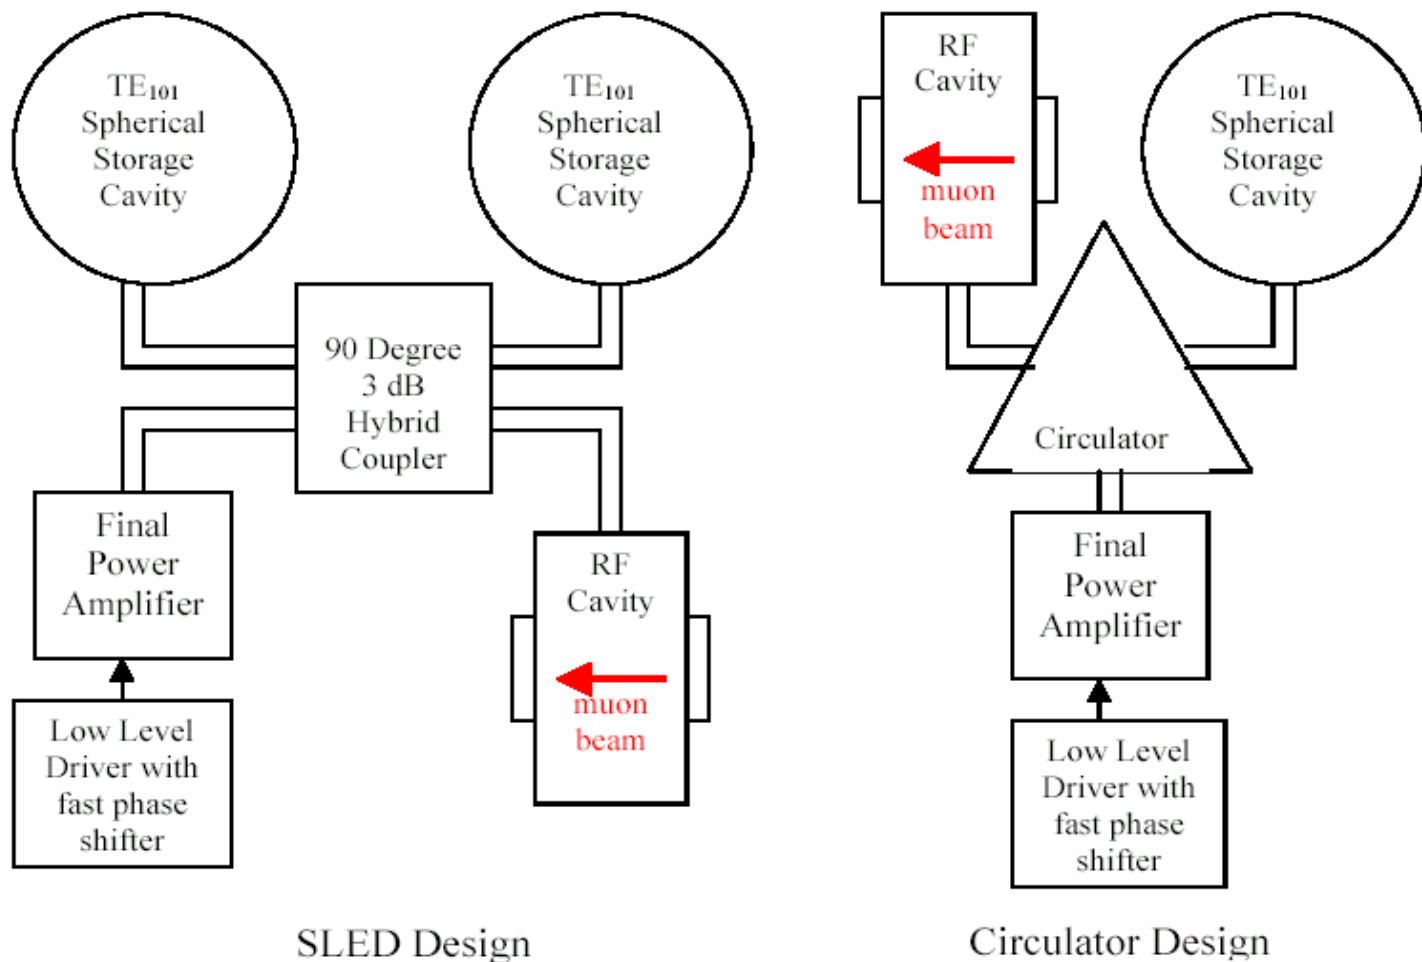 TE₁₀₁
Spherical
Storage
Cavity
TE₁₀₁
Spherical
Storage
Cavity
90 Degree
3 dB
Hybrid
Coupler
Final
Power
Amplifier
Low Level
Driver with
fast phase
shifter
RF
Cavity
muon
beam
SLED Design
RF
Cavity
muon
beam
TE₁₀₁
Spherical
Storage
Cavity
Circulator
Final
Power
Amplifier
Low Level
Driver with
fast phase
shifter
Circulator Design